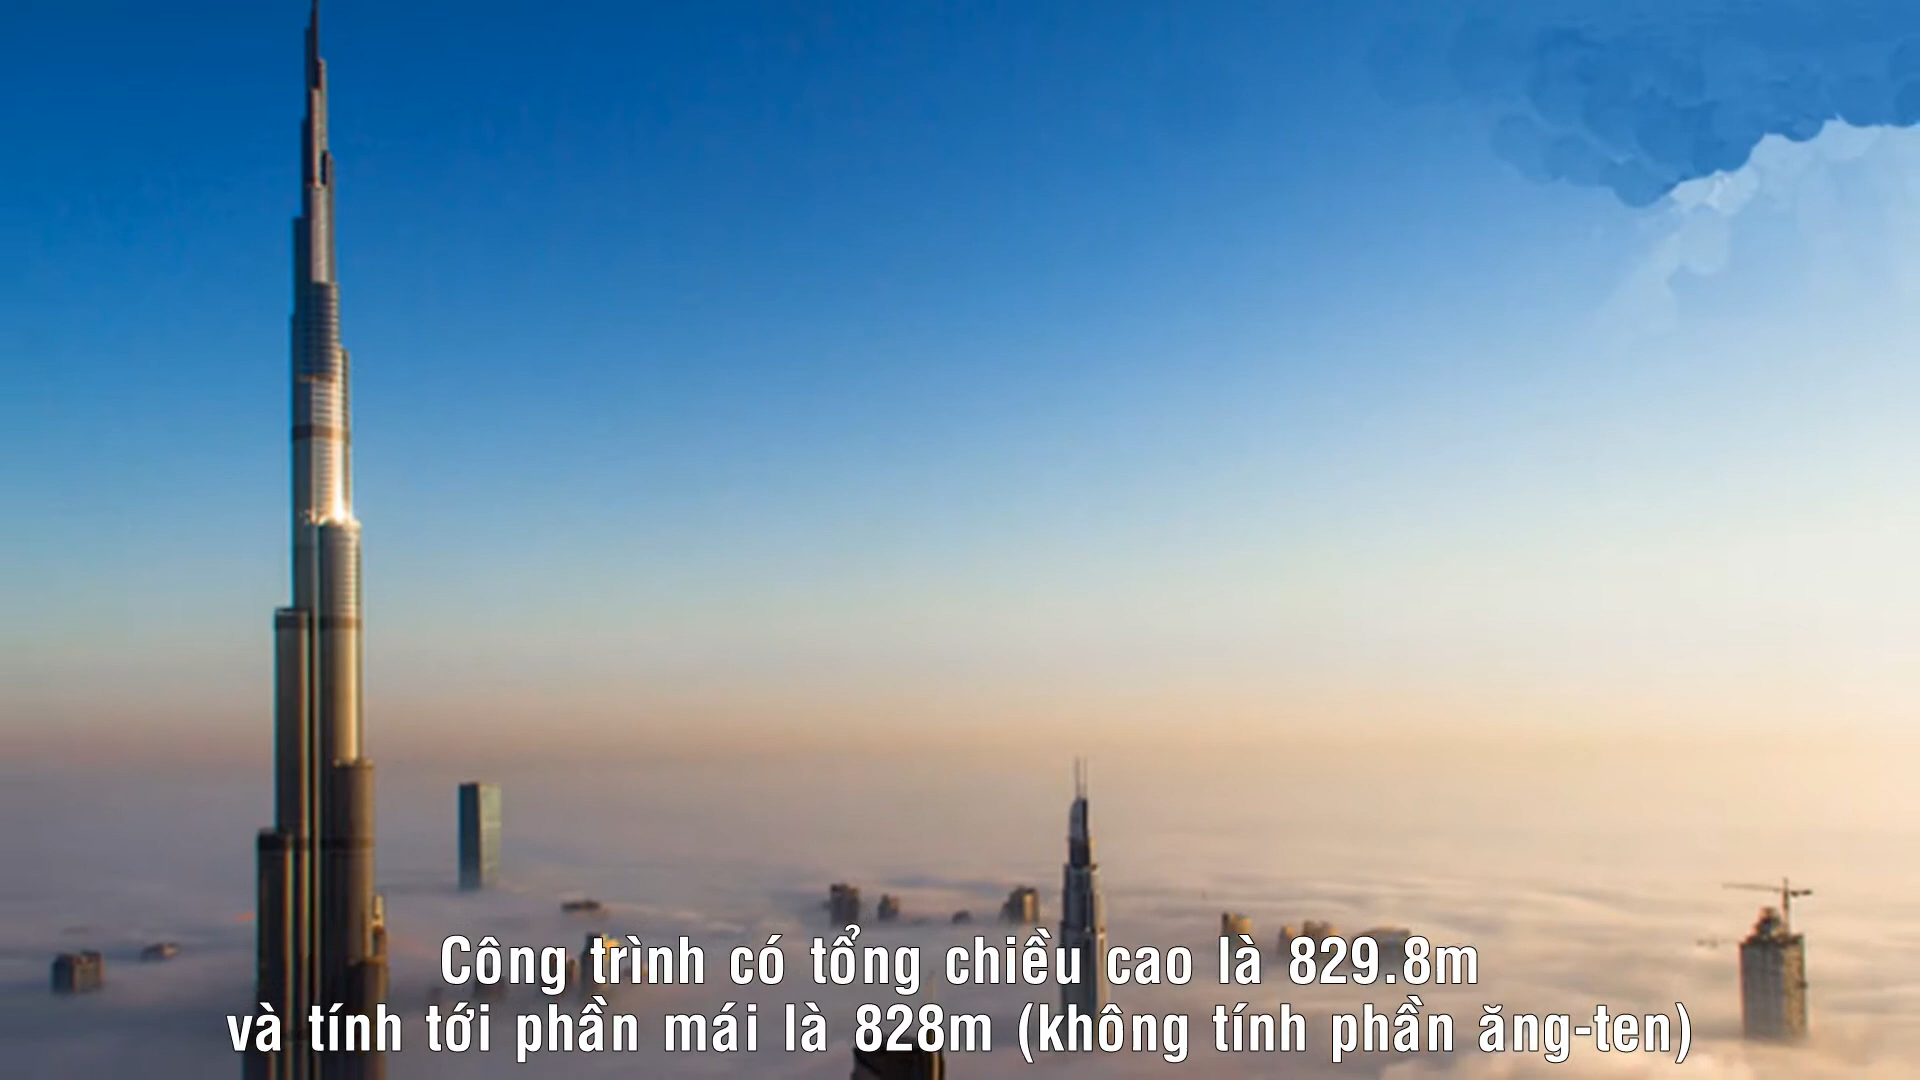 Công trình có tổng chiều cao là 829.8m
và tính tới phần mái là 828m (không tính phần ăng-ten)